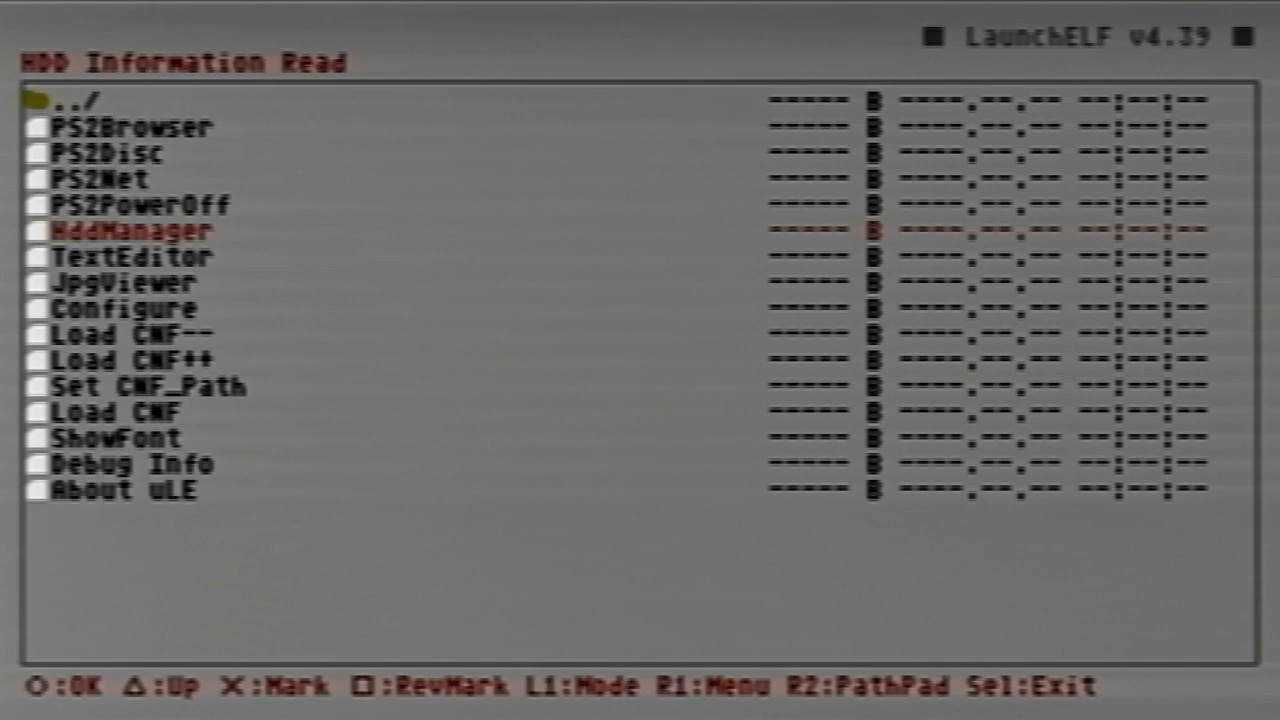 ■ LaunchELF v4.39 ■
HDD Information Read
../ ----- B ----.--.-- --:--:--
PS2Browser ----- B ----.--.-- --:--:--
PS2Disc ----- B ----.--.-- --:--:--
PS2Net ----- B ----.--.-- --:--:--
PS2PowerOff ----- B ----.--.-- --:--:--
HddManager ----- B ----.--.-- --:--:--
TextEditor ----- B ----.--.-- --:--:--
JpgViewer ----- B ----.--.-- --:--:--
Configure ----- B ----.--.-- --:--:--
Load CNF-- ----- B ----.--.-- --:--:--
Load CNF++ ----- B ----.--.-- --:--:--
Set CNF_Path ----- B ----.--.-- --:--:--
Load CNF ----- B ----.--.-- --:--:--
ShowFont ----- B ----.--.-- --:--:--
Debug Info ----- B ----.--.-- --:--:--
About uLE ----- B ----.--.-- --:--:--
○:OK △:Up ✕:Mark □:RevMark L1:Mode R1:Menu R2:PathPad Sel:Exit